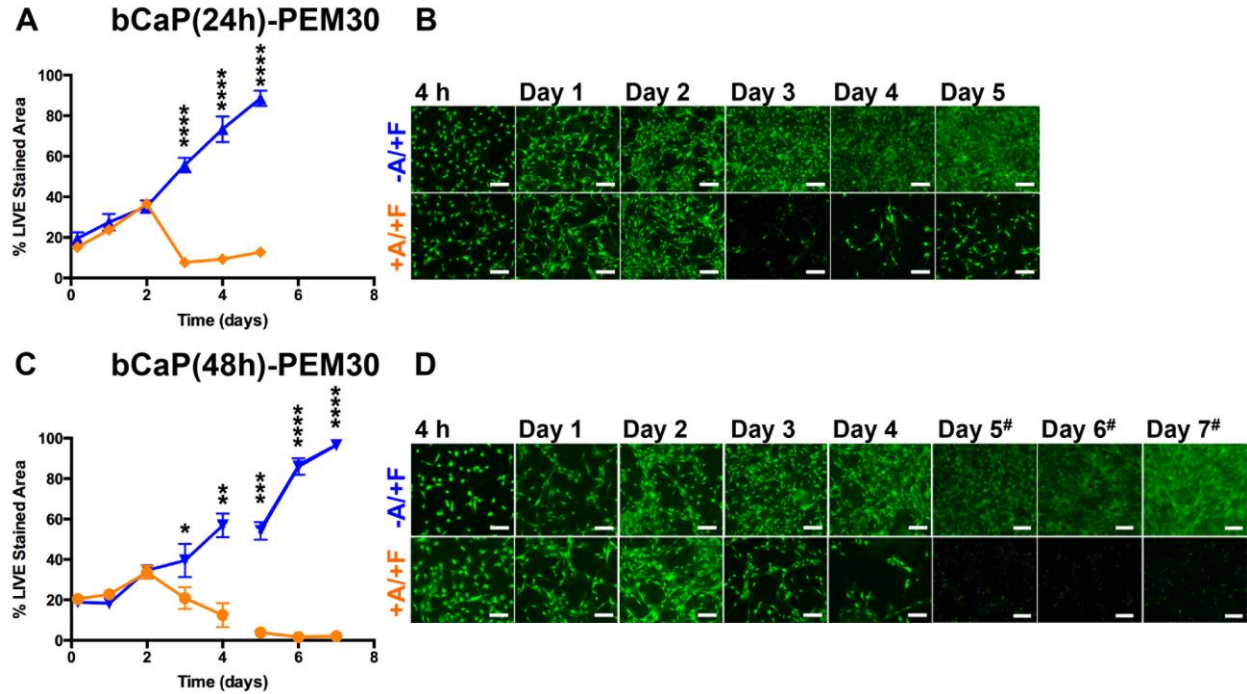 A bCaP(24h)-PEM30 B
100
80
60
40
20
0
% LIVE Stained Area
0 2 4 6 8
Time (days)
****
****
****
4 h Day 1 Day 2 Day 3 Day 4 Day 5
-A/+F
+A/+F
C bCaP(48h)-PEM30 D
100
80
60
40
20
0
% LIVE Stained Area
0 2 4 6 8
Time (days)
*
**
***
****
****
4 h Day 1 Day 2 Day 3 Day 4 Day 5# Day 6# Day 7#
-A/+F
+A/+F